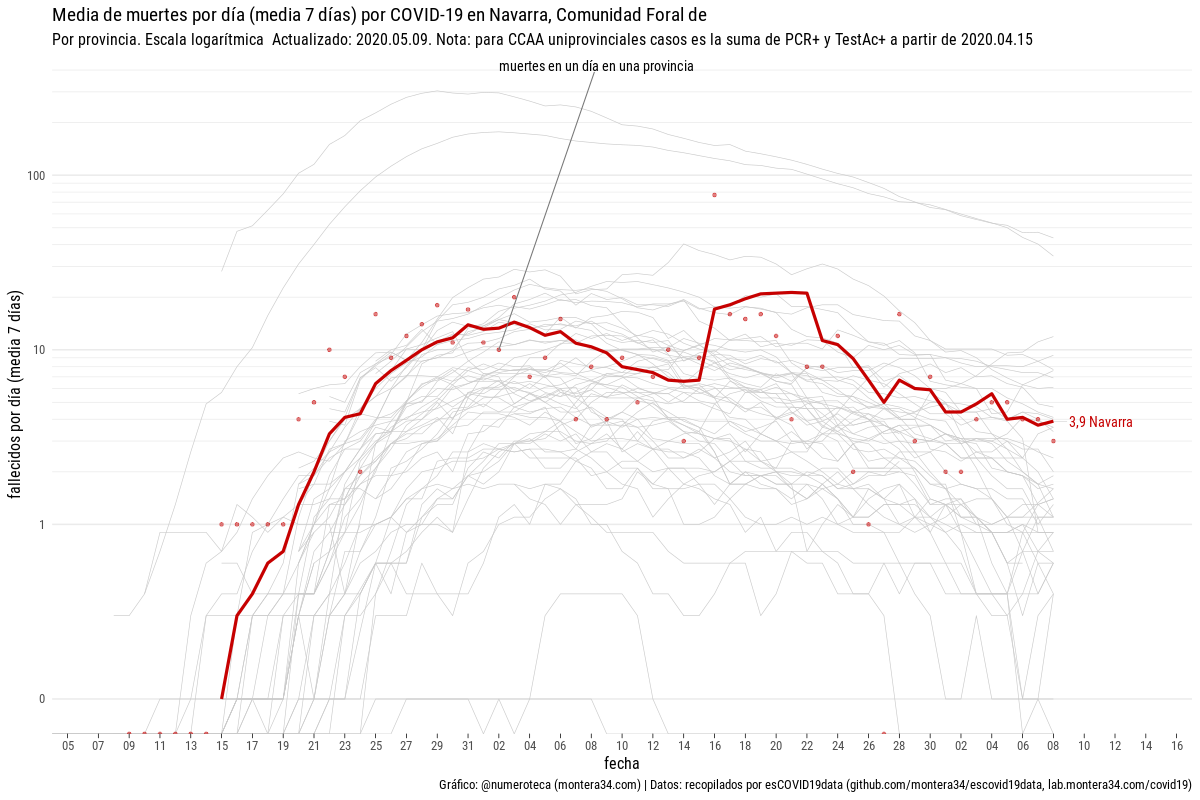 Media de muertes por día (media 7 días) por COVID-19 en Navarra, Comunidad Foral de
Por provincia. Escala logarítmica  Actualizado: 2020.05.09. Nota: para CCAA uniprovinciales casos es la suma de PCR+ y TestAc+ a partir de 2020.04.15
muertes en un día en una provincia
fallecidos por día (media  7 días)
100
10
1
0
3,9 Navarra
05 07 09 11 13 15 17 19 21 23 25 27 29 31 02 04 06 08 10 12 14 16 18 20 22 24 26 28 30 02 04 06 08 10 12 14 16
fecha
Gráfico: @numeroteca (montera34.com) | Datos: recopilados por esCOVID19data (github.com/montera34/escovid19data, lab.montera34.com/covid19)